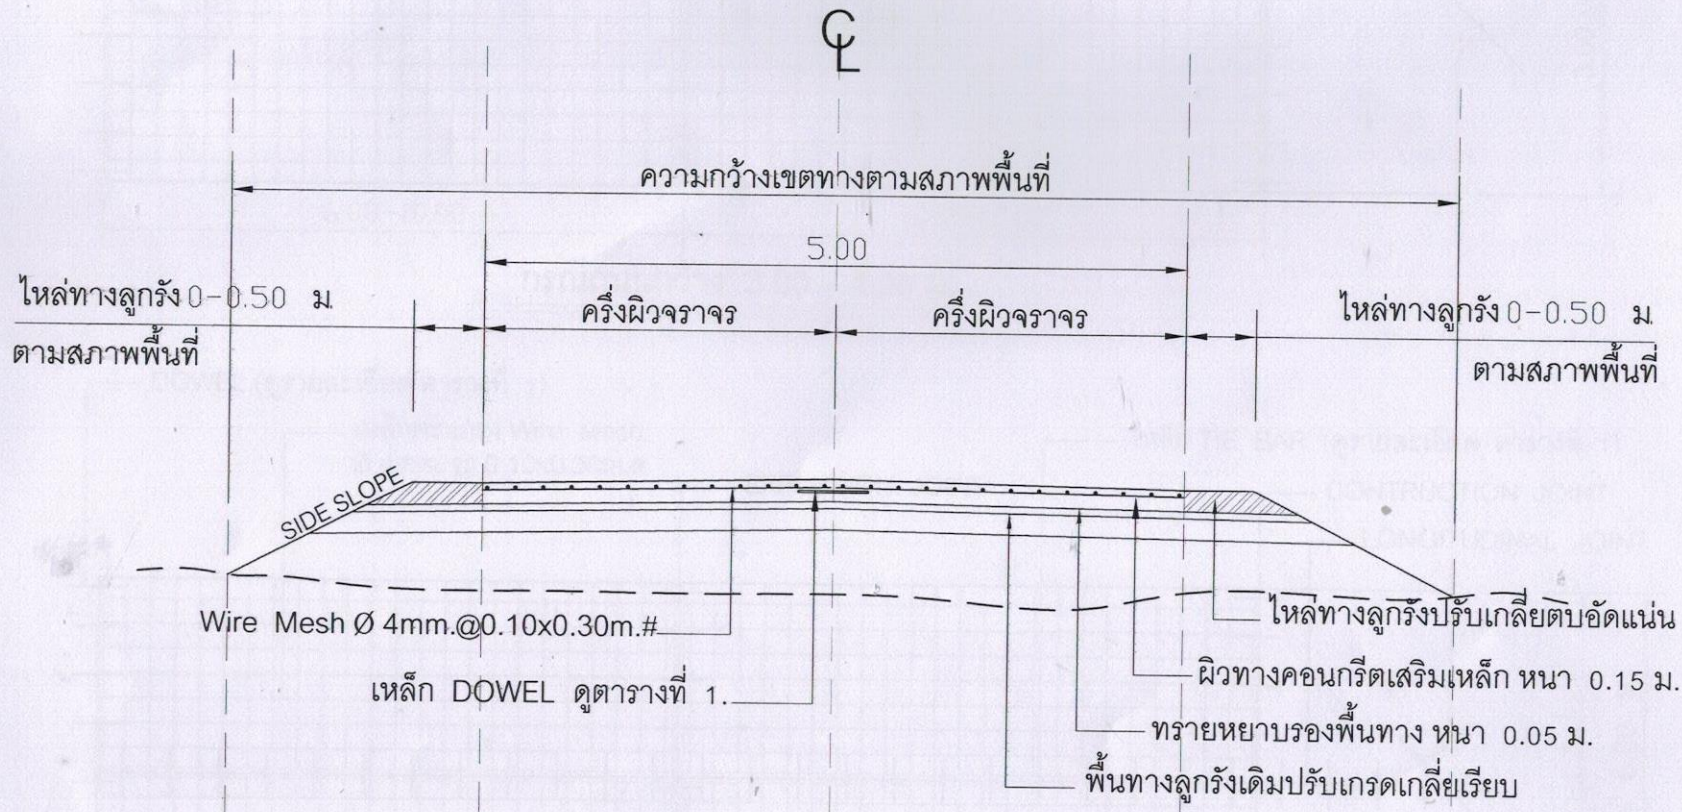 CL
ความกว้างเขตทางตามสภาพพื้นที่
5.00
ไหล่ทางลูกรัง 0-0.50 ม.
ตามสภาพพื้นที่
ครึ่งผิวจราจร
ครึ่งผิวจราจร
ไหล่ทางลูกรัง 0-0.50 ม.
ตามสภาพพื้นที่
SIDE SLOPE
Wire Mesh Ø 4mm.@0.10x0.30m.#
ไหล่ทางลูกรังปรับเกลี่ยตบอัดแน่น
เหล็ก DOWEL ดูตารางที่ 1.
ผิวทางคอนกรีตเสริมเหล็ก หนา 0.15 ม.
ทรายหยาบรองพื้นทาง หนา 0.05 ม.
พื้นทางลูกรังเดิมปรับเกรดเกลี่ยเรียบ